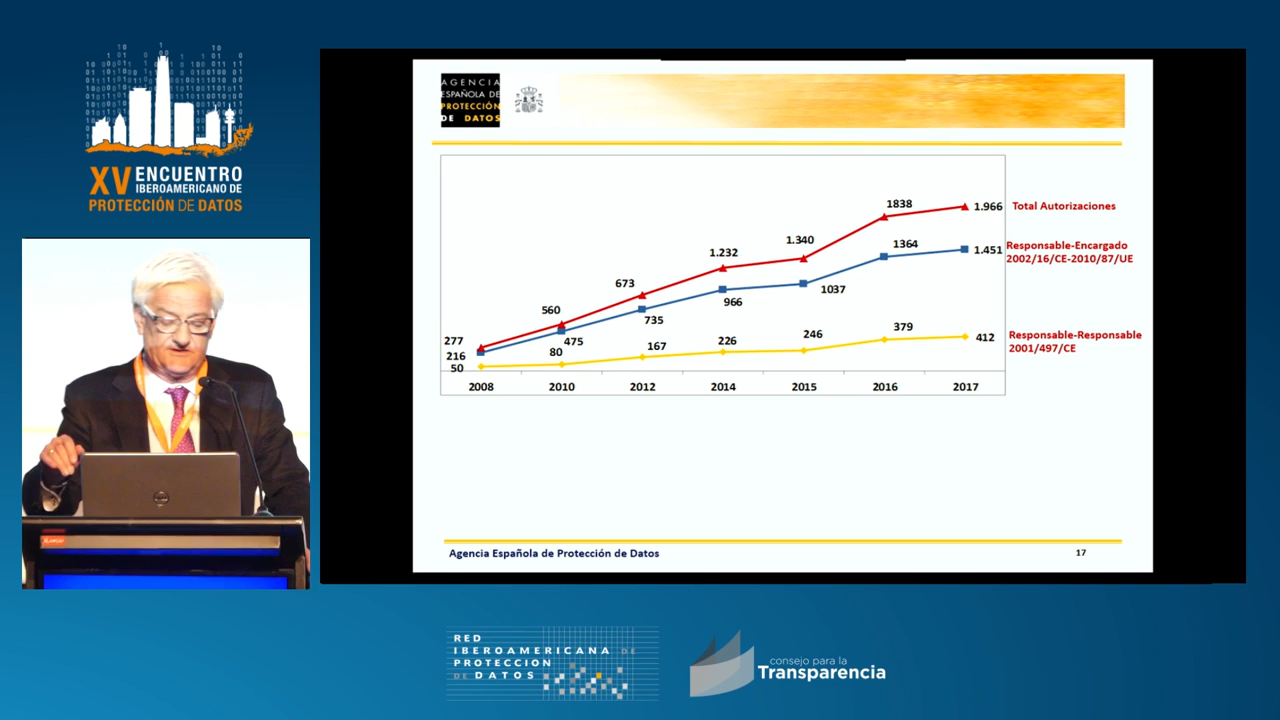 XV ENCUENTRO
IBEROAMERICANO DE
PROTECCIÓN DE DATOS
AGENCIA
ESPAÑOLA DE
PROTECCIÓN
DE DATOS
277
216
50
560
475
80
673
735
167
1.232
966
226
1.340
1037
246
1838
1364
379
1.966
1.451
412
Total Autorizaciones
Responsable-Encargado
2002/16/CE-2010/87/UE
Responsable-Responsable
2001/497/CE
2008 2010 2012 2014 2015 2016 2017
Agencia Española de Protección de Datos
17
RED
IBEROAMERICANA DE
PROTECCION
DE DATOS
consejo para la
Transparencia